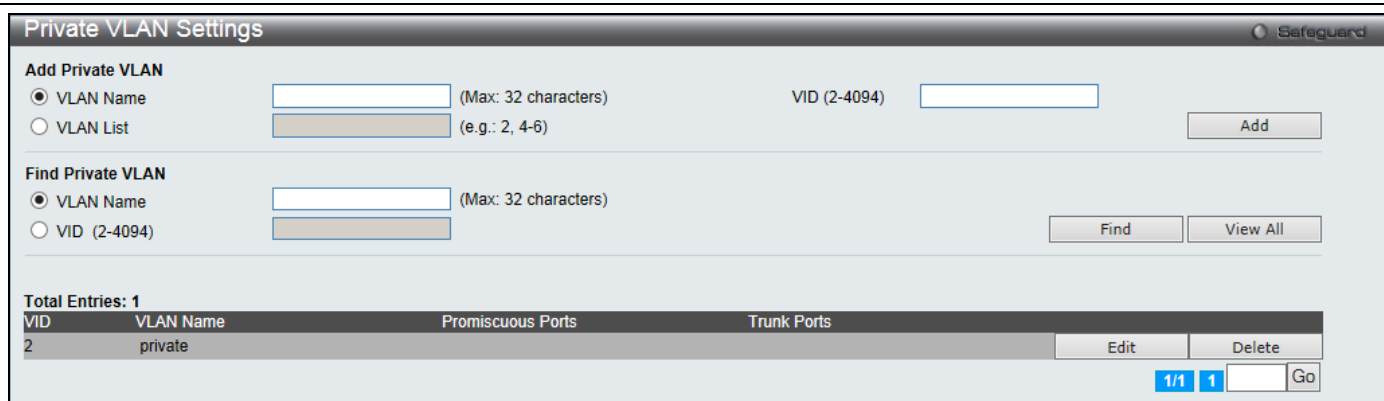 Private VLAN Settings
Safeguard
Add Private VLAN
VLAN Name (Max: 32 characters) VID (2-4094)
VLAN List (e.g.: 2, 4-6) Add
Find Private VLAN
VLAN Name (Max: 32 characters)
VID (2-4094) Find View All
Total Entries: 1
VID VLAN Name Promiscuous Ports Trunk Ports
2 private Edit Delete
1/1 1 Go